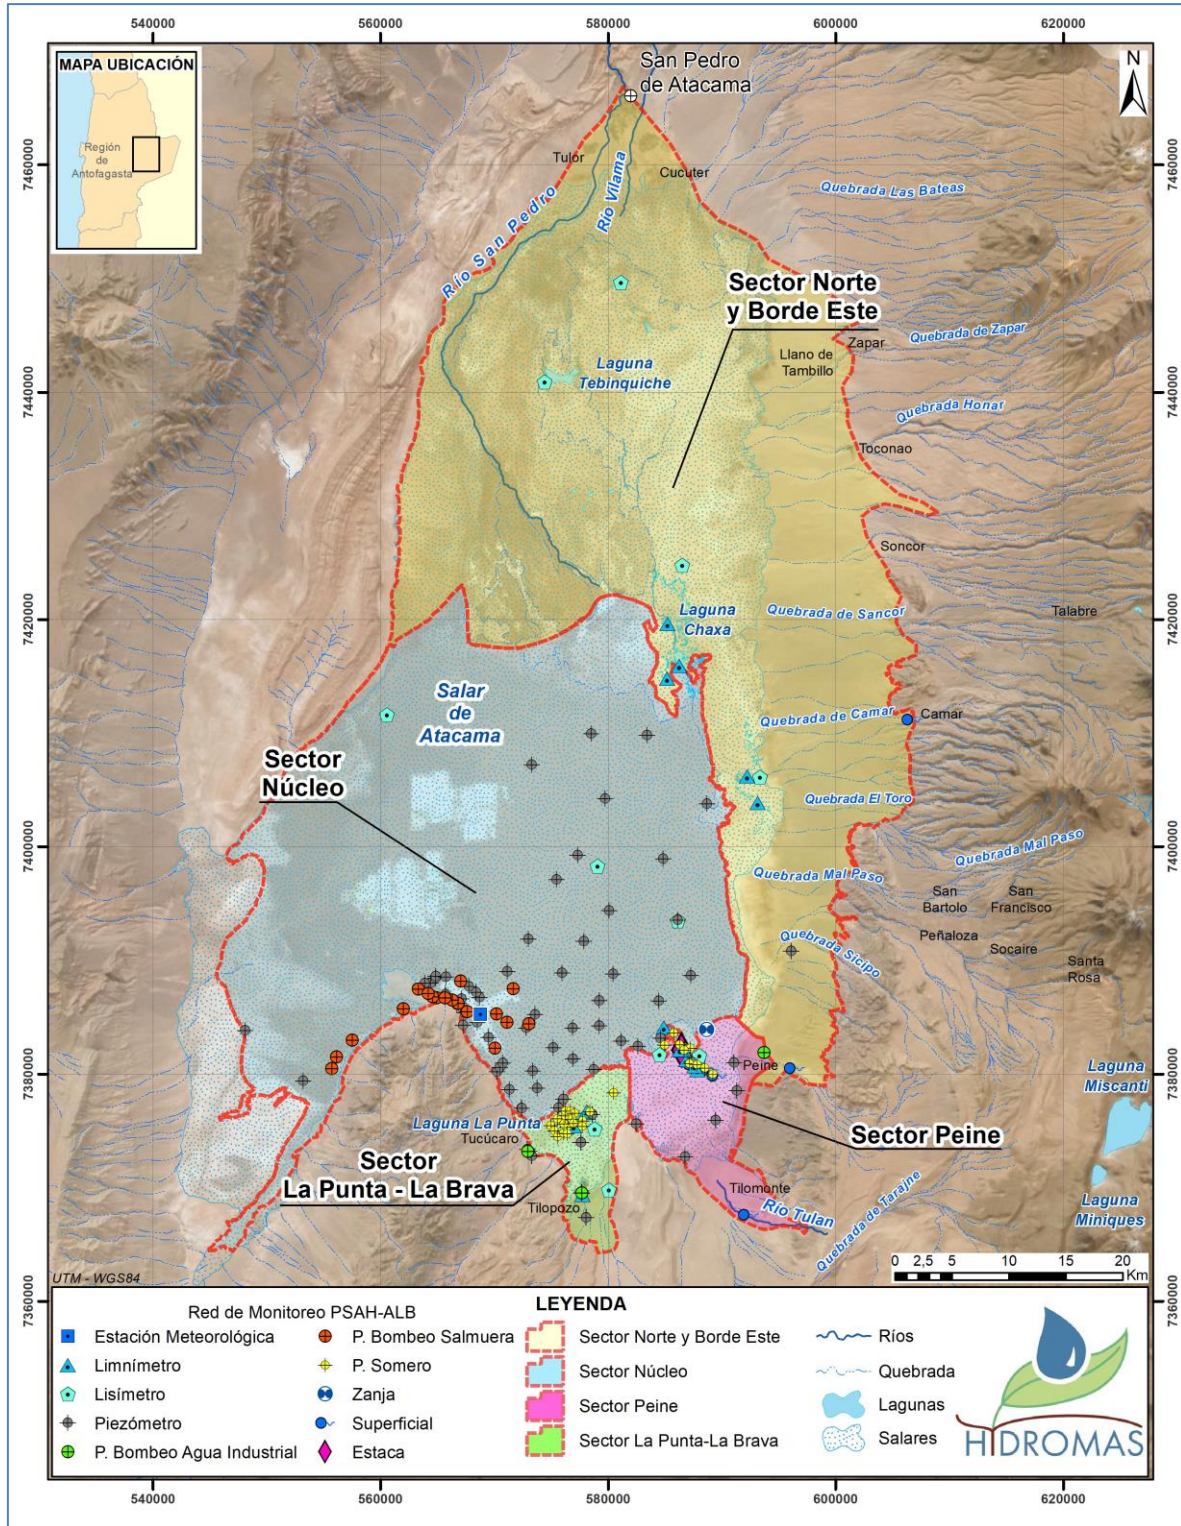 540000
560000
580000
600000
620000
MAPA UBICACIÓN
Región
de
Antofagasta
San Pedro
de Atacama
N
7460000
7460000
Tulor
Cucuter
Quebrada Las Bateas
Río San Pedro
Río Vilama
Sector Norte
y Borde Este
Quebrada de Zapar
Zapar
Llano de
Tambillo
Laguna
Tebinquiche
7440000
7440000
Quebrada Honar
Toconao
Soncor
Laguna
Chaxa
Quebrada de Sancor
Talabre
7420000
7420000
Salar
de
Atacama
Quebrada de Camar
Camar
Sector
Núcleo
Quebrada El Toro
7400000
7400000
Quebrada Mal Paso
Quebrada Mal Paso
San
Bartolo
San
Francisco
Peñaloza
Socaire
Quebrada Sicipo
Santa
Rosa
7380000
7380000
Peine
Laguna
Miscanti
Laguna La Punta
Tucúcaro
Sector Peine
Sector
La Punta - La Brava
Tilopozo
Tilomonte
Río Tulan
Quebrada de Tarajne
Laguna
Miniques
0 2,5 5 10 15 20
Km
UTM - WGS84
7360000
7360000
LEYENDA
Red de Monitoreo PSAH-ALB
Estación Meteorológica
Limnímetro
Lisímetro
Piezómetro
P. Bombeo Agua Industrial
P. Bombeo Salmuera
P. Somero
Zanja
Superficial
Estaca
Sector Norte y Borde Este
Sector Núcleo
Sector Peine
Sector La Punta-La Brava
Ríos
Quebrada
Lagunas
Salares
HIDROMAS
540000
560000
580000
600000
620000